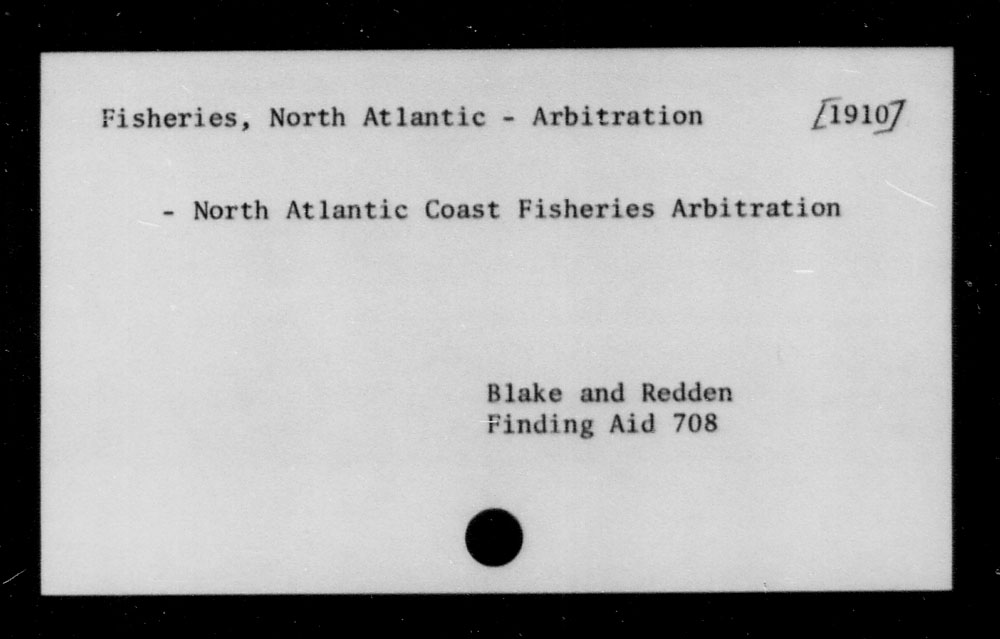 Fisheries, North Atlantic - Arbitration [1910]
- North Atlantic Coast Fisheries Arbitration
Blake and Redden
Finding Aid 708